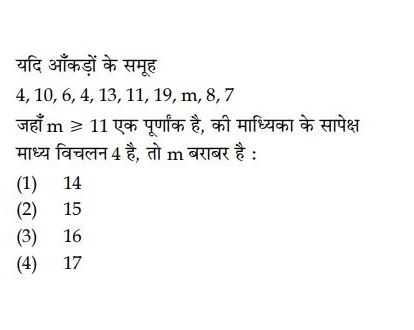 यदि आँकड़ों के समूह
4, 10, 6, 4, 13, 11, 19, m, 8, 7
जहाँ m ⩾ 11 एक पूर्णांक है, की माध्यिका के सापेक्ष
माध्य विचलन 4 है, तो m बराबर है :
(1) 14
(2) 15
(3) 16
(4) 17